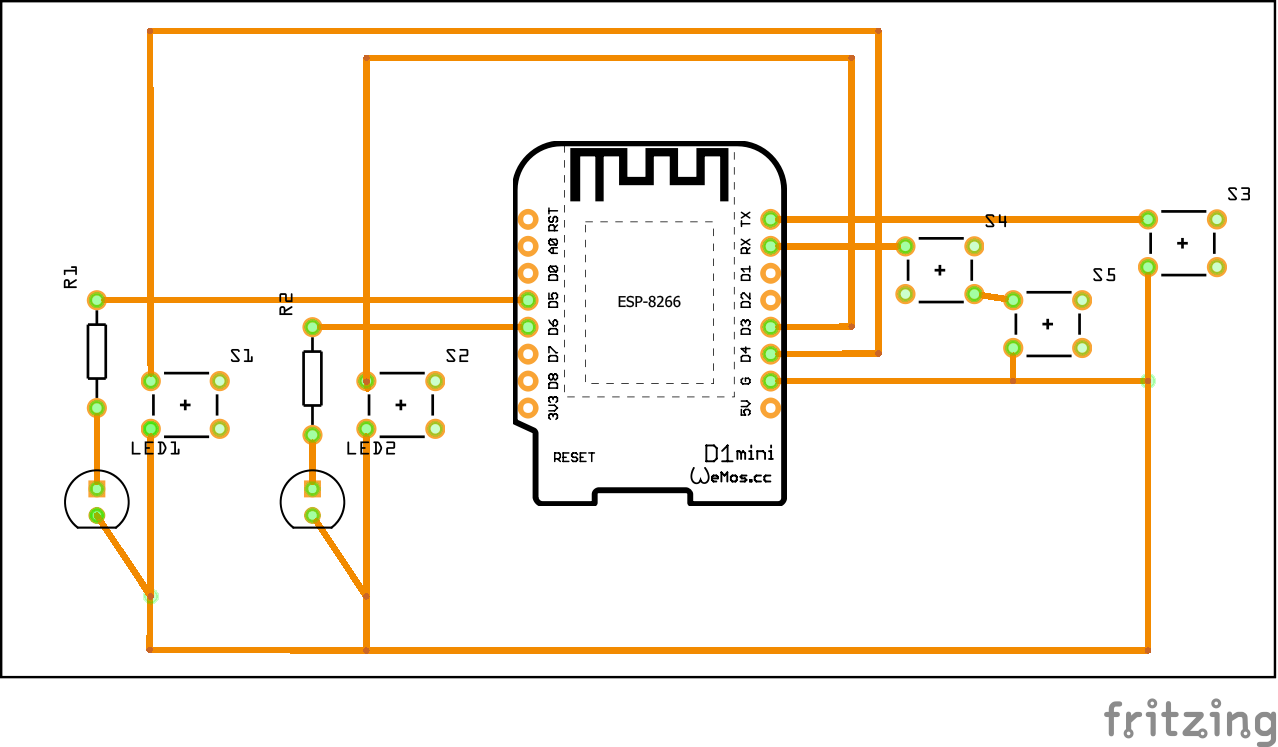 S3
S4
TX
RST
RX
A0
R1
D1
D0
S5
R2
D5
ESP-8266
D2
D6
D3
S1
S2
D7
D4
D8
G
3V3
5V
LED1
LED2
RESET
D1mini
WeMos.cc
fritzing